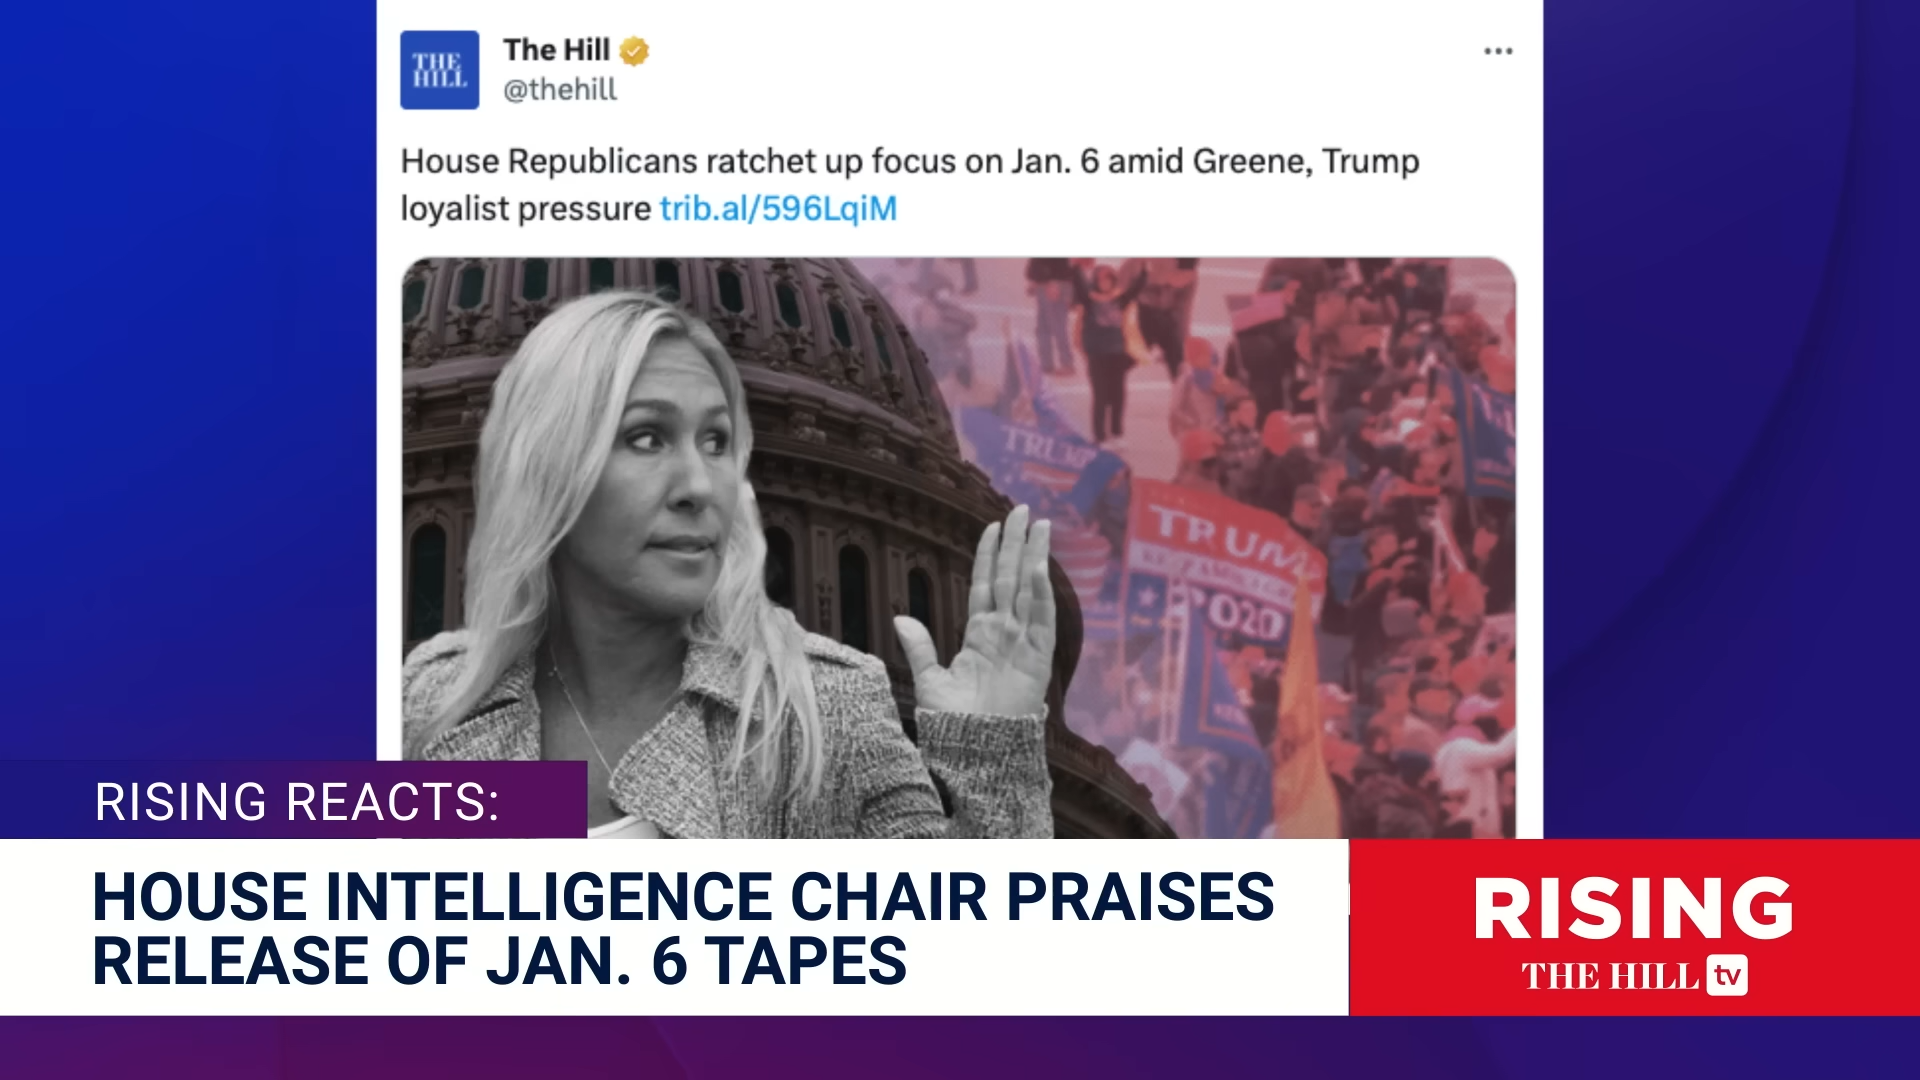 THE
HILL
The Hill
@thehill
House Republicans ratchet up focus on Jan. 6 amid Greene, Trump
loyalist pressure trib.al/596LqiM
TRUMP
TRUMP
2020
RISING REACTS:
HOUSE INTELLIGENCE CHAIR PRAISES
RELEASE OF JAN. 6 TAPES
RISING
THE HILL tv